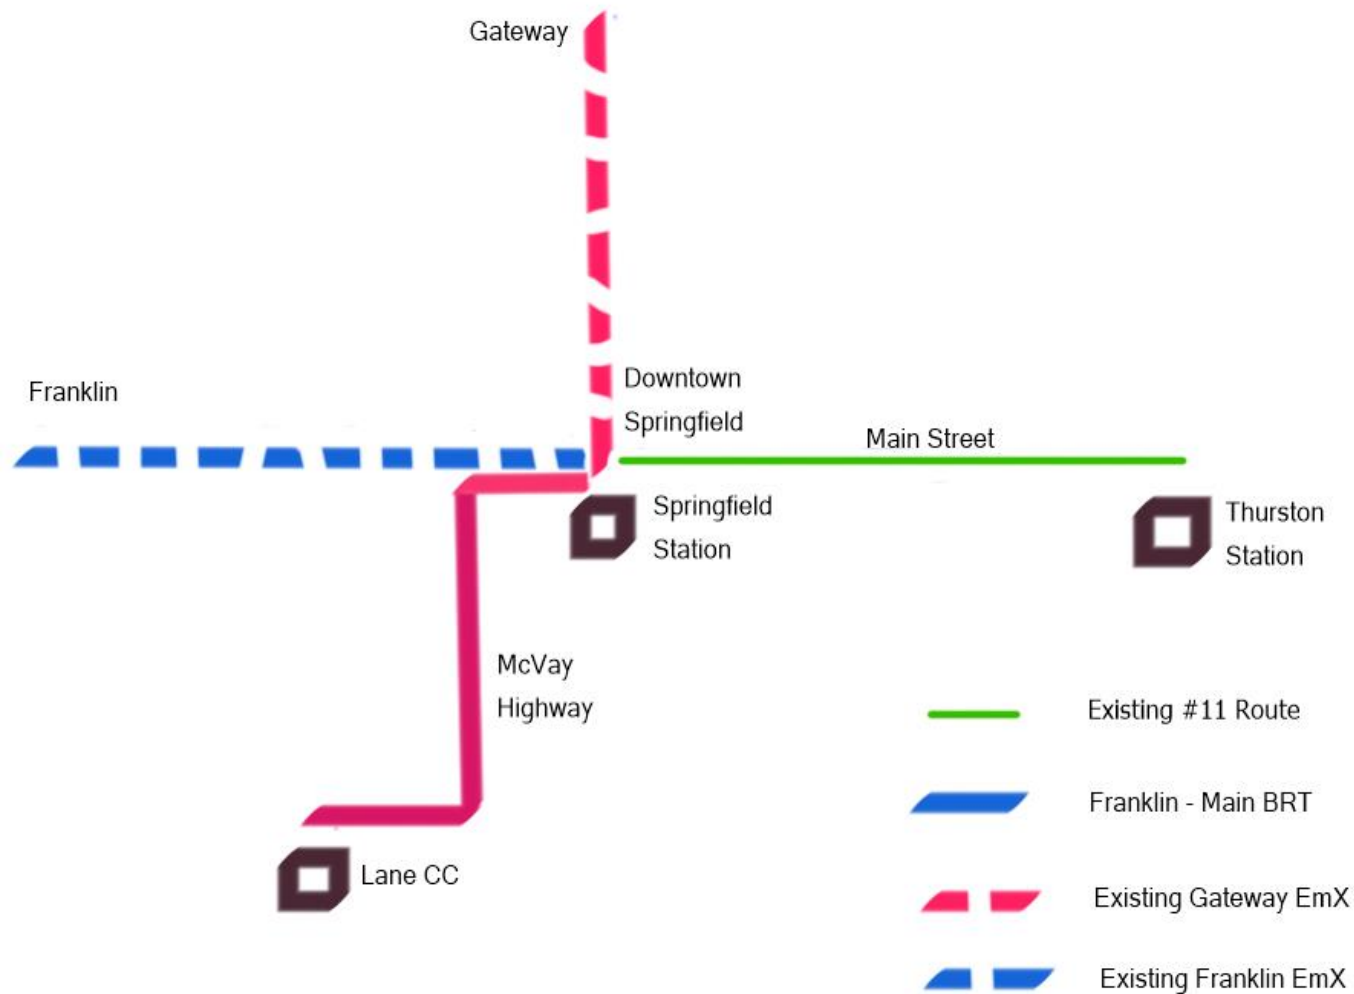 Gateway
Franklin
Downtown
Springfield
Main Street
Springfield
Station
Thurston
Station
McVay
Highway
Lane CC
Existing #11 Route
Franklin - Main BRT
Existing Gateway EmX
Existing Franklin EmX